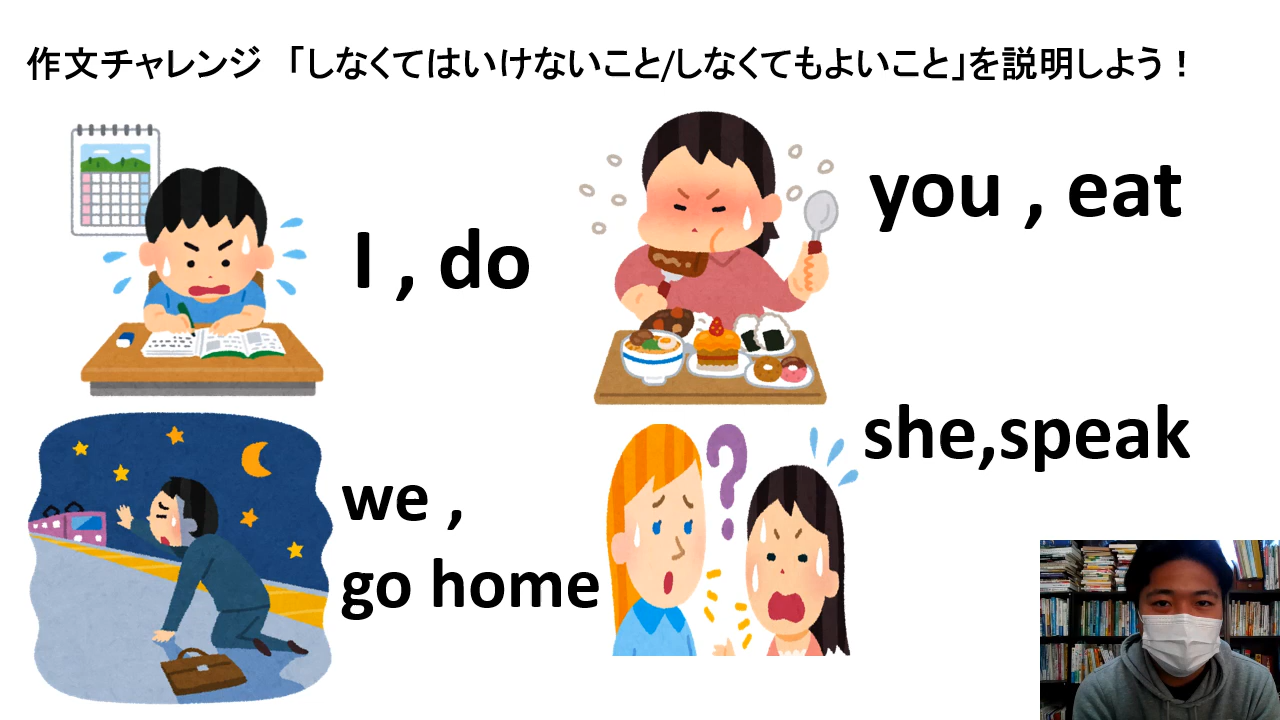 作文チャレンジ 「しなくてはいけないこと/しなくてもよいこと」を説明しよう！
I , do
you , eat
we ,
go home
she,speak